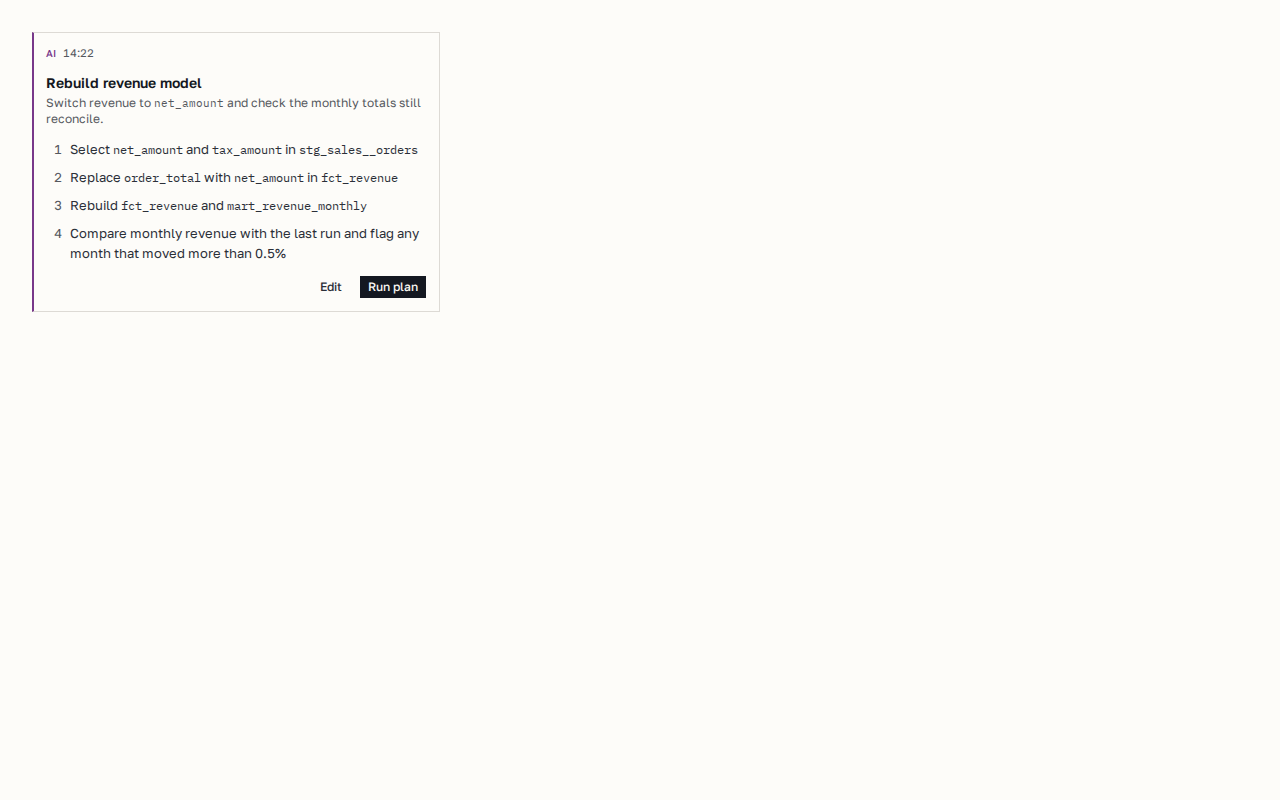 AI 14:22
Rebuild revenue model
Switch revenue to net_amount and check the monthly totals still
reconcile.
1 Select net_amount and tax_amount in stg_sales__orders
2 Replace order_total with net_amount in fct_revenue
3 Rebuild fct_revenue and mart_revenue_monthly
4 Compare monthly revenue with the last run and flag any
month that moved more than 0.5%
Edit Run plan